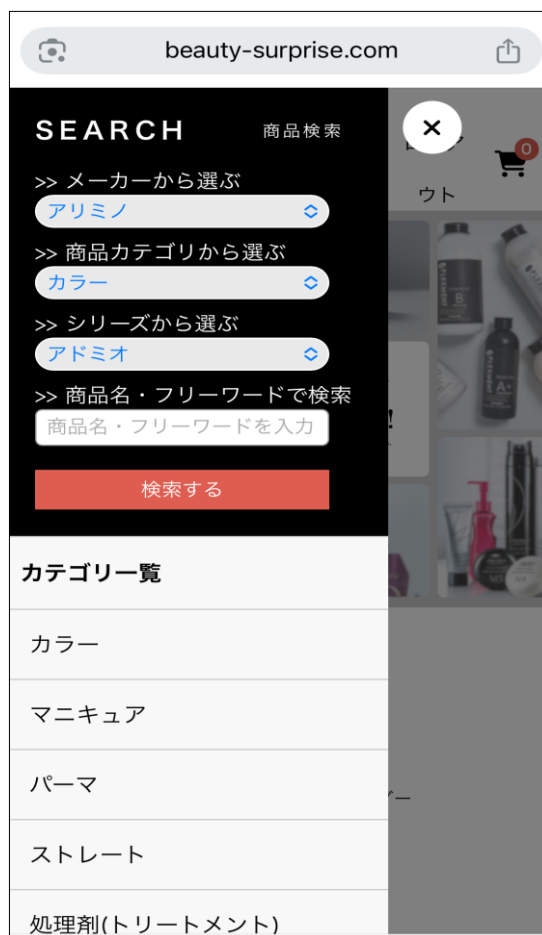 beauty-surprise.com
SEARCH 商品検索
>> メーカーから選ぶ
アリミノ
>> 商品カテゴリから選ぶ
カラー
>> シリーズから選ぶ
アドミオ
>> 商品名・フリーワードで検索
商品名・フリーワードを入力
検索する
0
ウト
B
A+
!
カテゴリー覧
カラー
マニキュア
パーマ
ストレート
処理剤(トリートメント)